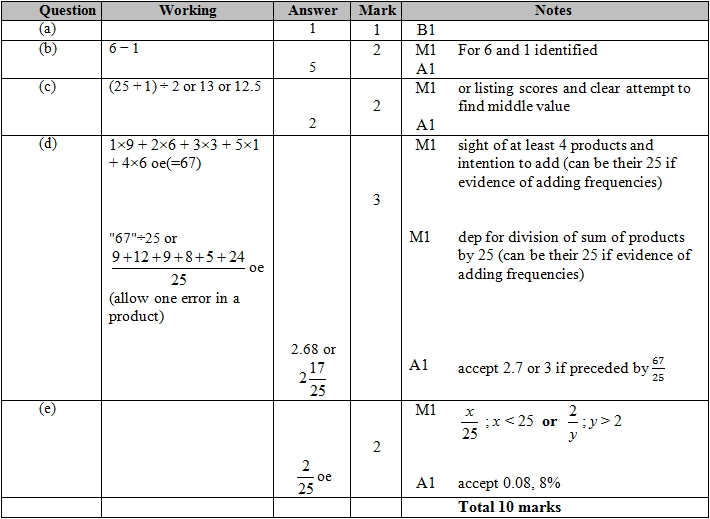 Question Working Answer Mark Notes
(a) 1 1 B1
(b) 6 – 1 2 M1 For 6 and 1 identified
5 A1
(c) (25 + 1) ÷ 2 or 13 or 12.5 M1 or listing scores and clear attempt to
2 find middle value
2 A1
(d) 1×9 + 2×6 + 3×3 + 5×1 M1 sight of at least 4 products and
+ 4×6 oe(=67) intention to add (can be their 25 if
evidence of adding frequencies)
3
"67"÷25 or M1 dep for division of sum of products
9+12+9+8+5+24 / 25 oe by 25 (can be their 25 if evidence of
adding frequencies)
(allow one error in a
product)
2.68 or
2 17/25 A1 accept 2.7 or 3 if preceded by 67/25
(e) M1 x/25 ; x < 25 or 2/y ; y > 2
2
2/25 oe A1 accept 0.08, 8%
Total 10 marks